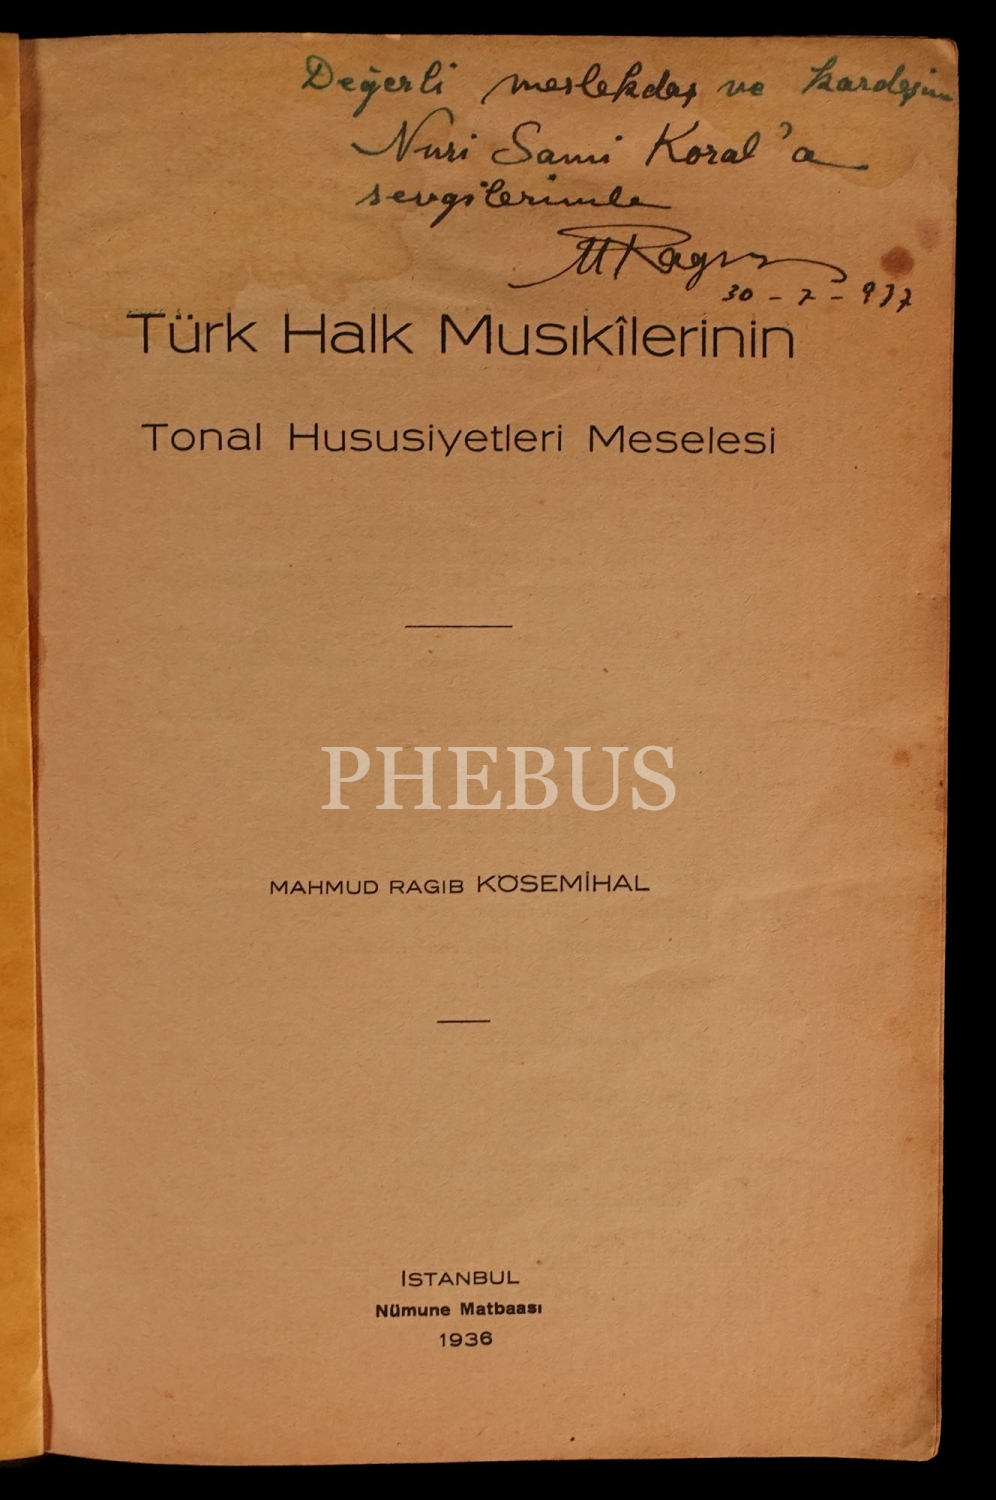 Değerli meslekdaş ve kardeşim
Nuri Sami Koral'a
sevgilerimle
MRagıp
30-7-937
Türk Halk Musıkîlerinin
Tonal Hususiyetleri Meselesi
PHEBUS
MAHMUD RAGIB KÖSEMİHAL
ISTANBUL
Nümune Matbaası
1936